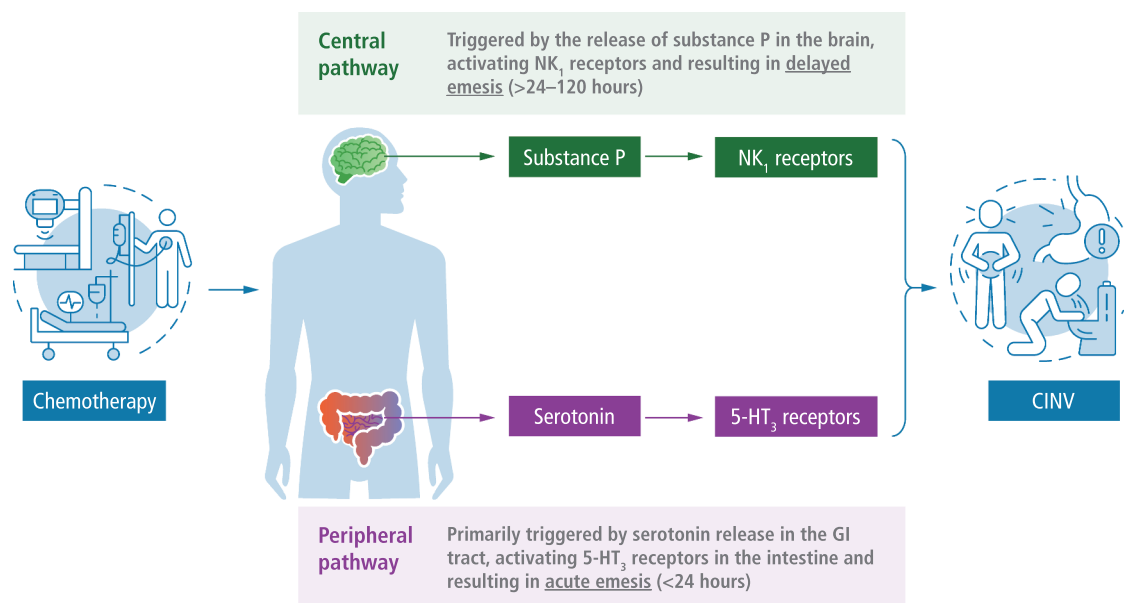 Central
pathway
Triggered by the release of substance P in the brain,
activating NK₁ receptors and resulting in delayed
emesis (>24–120 hours)
Substance P
NK₁ receptors
Chemotherapy
CINV
Serotonin
5-HT₃ receptors
Peripheral
pathway
Primarily triggered by serotonin release in the GI
tract, activating 5-HT₃ receptors in the intestine and
resulting in acute emesis (<24 hours)